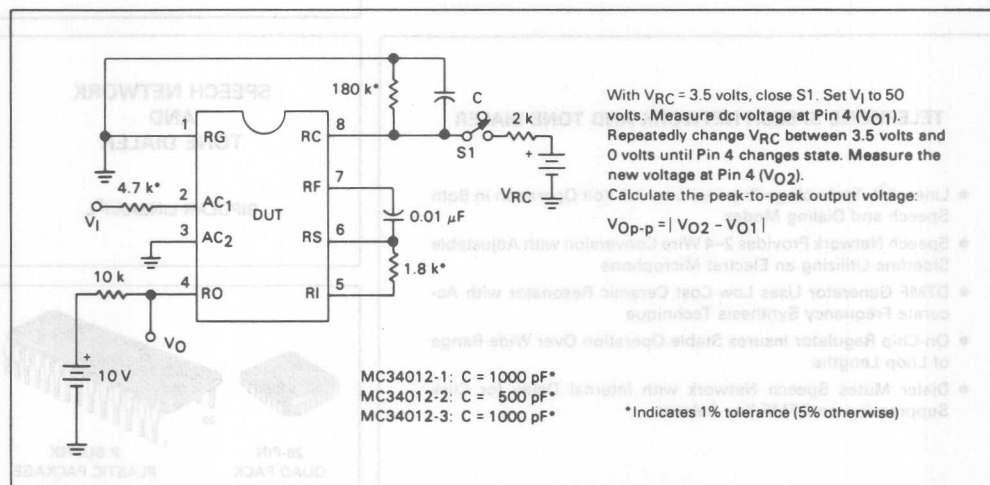 180 k*
C
2 k
S1
+
VRC
1
RG
RC
8
4.7 k*
VI
2
AC1
DUT
RF
7
0.01 μF
3
AC2
RS
6
1.8 k*
10 k
4
RO
RI
5
VO
+
10 V
With VRC = 3.5 volts, close S1. Set VI to 50
volts. Measure dc voltage at Pin 4 (VO1).
Repeatedly change VRC between 3.5 volts and
0 volts until Pin 4 changes state. Measure the
new voltage at Pin 4 (VO2).
Calculate the peak-to-peak output voltage:
VOp-p = | VO2 − VO1 |
MC34012-1: C = 1000 pF*
MC34012-2: C = 500 pF*
MC34012-3: C = 1000 pF*
*Indicates 1% tolerance (5% otherwise)